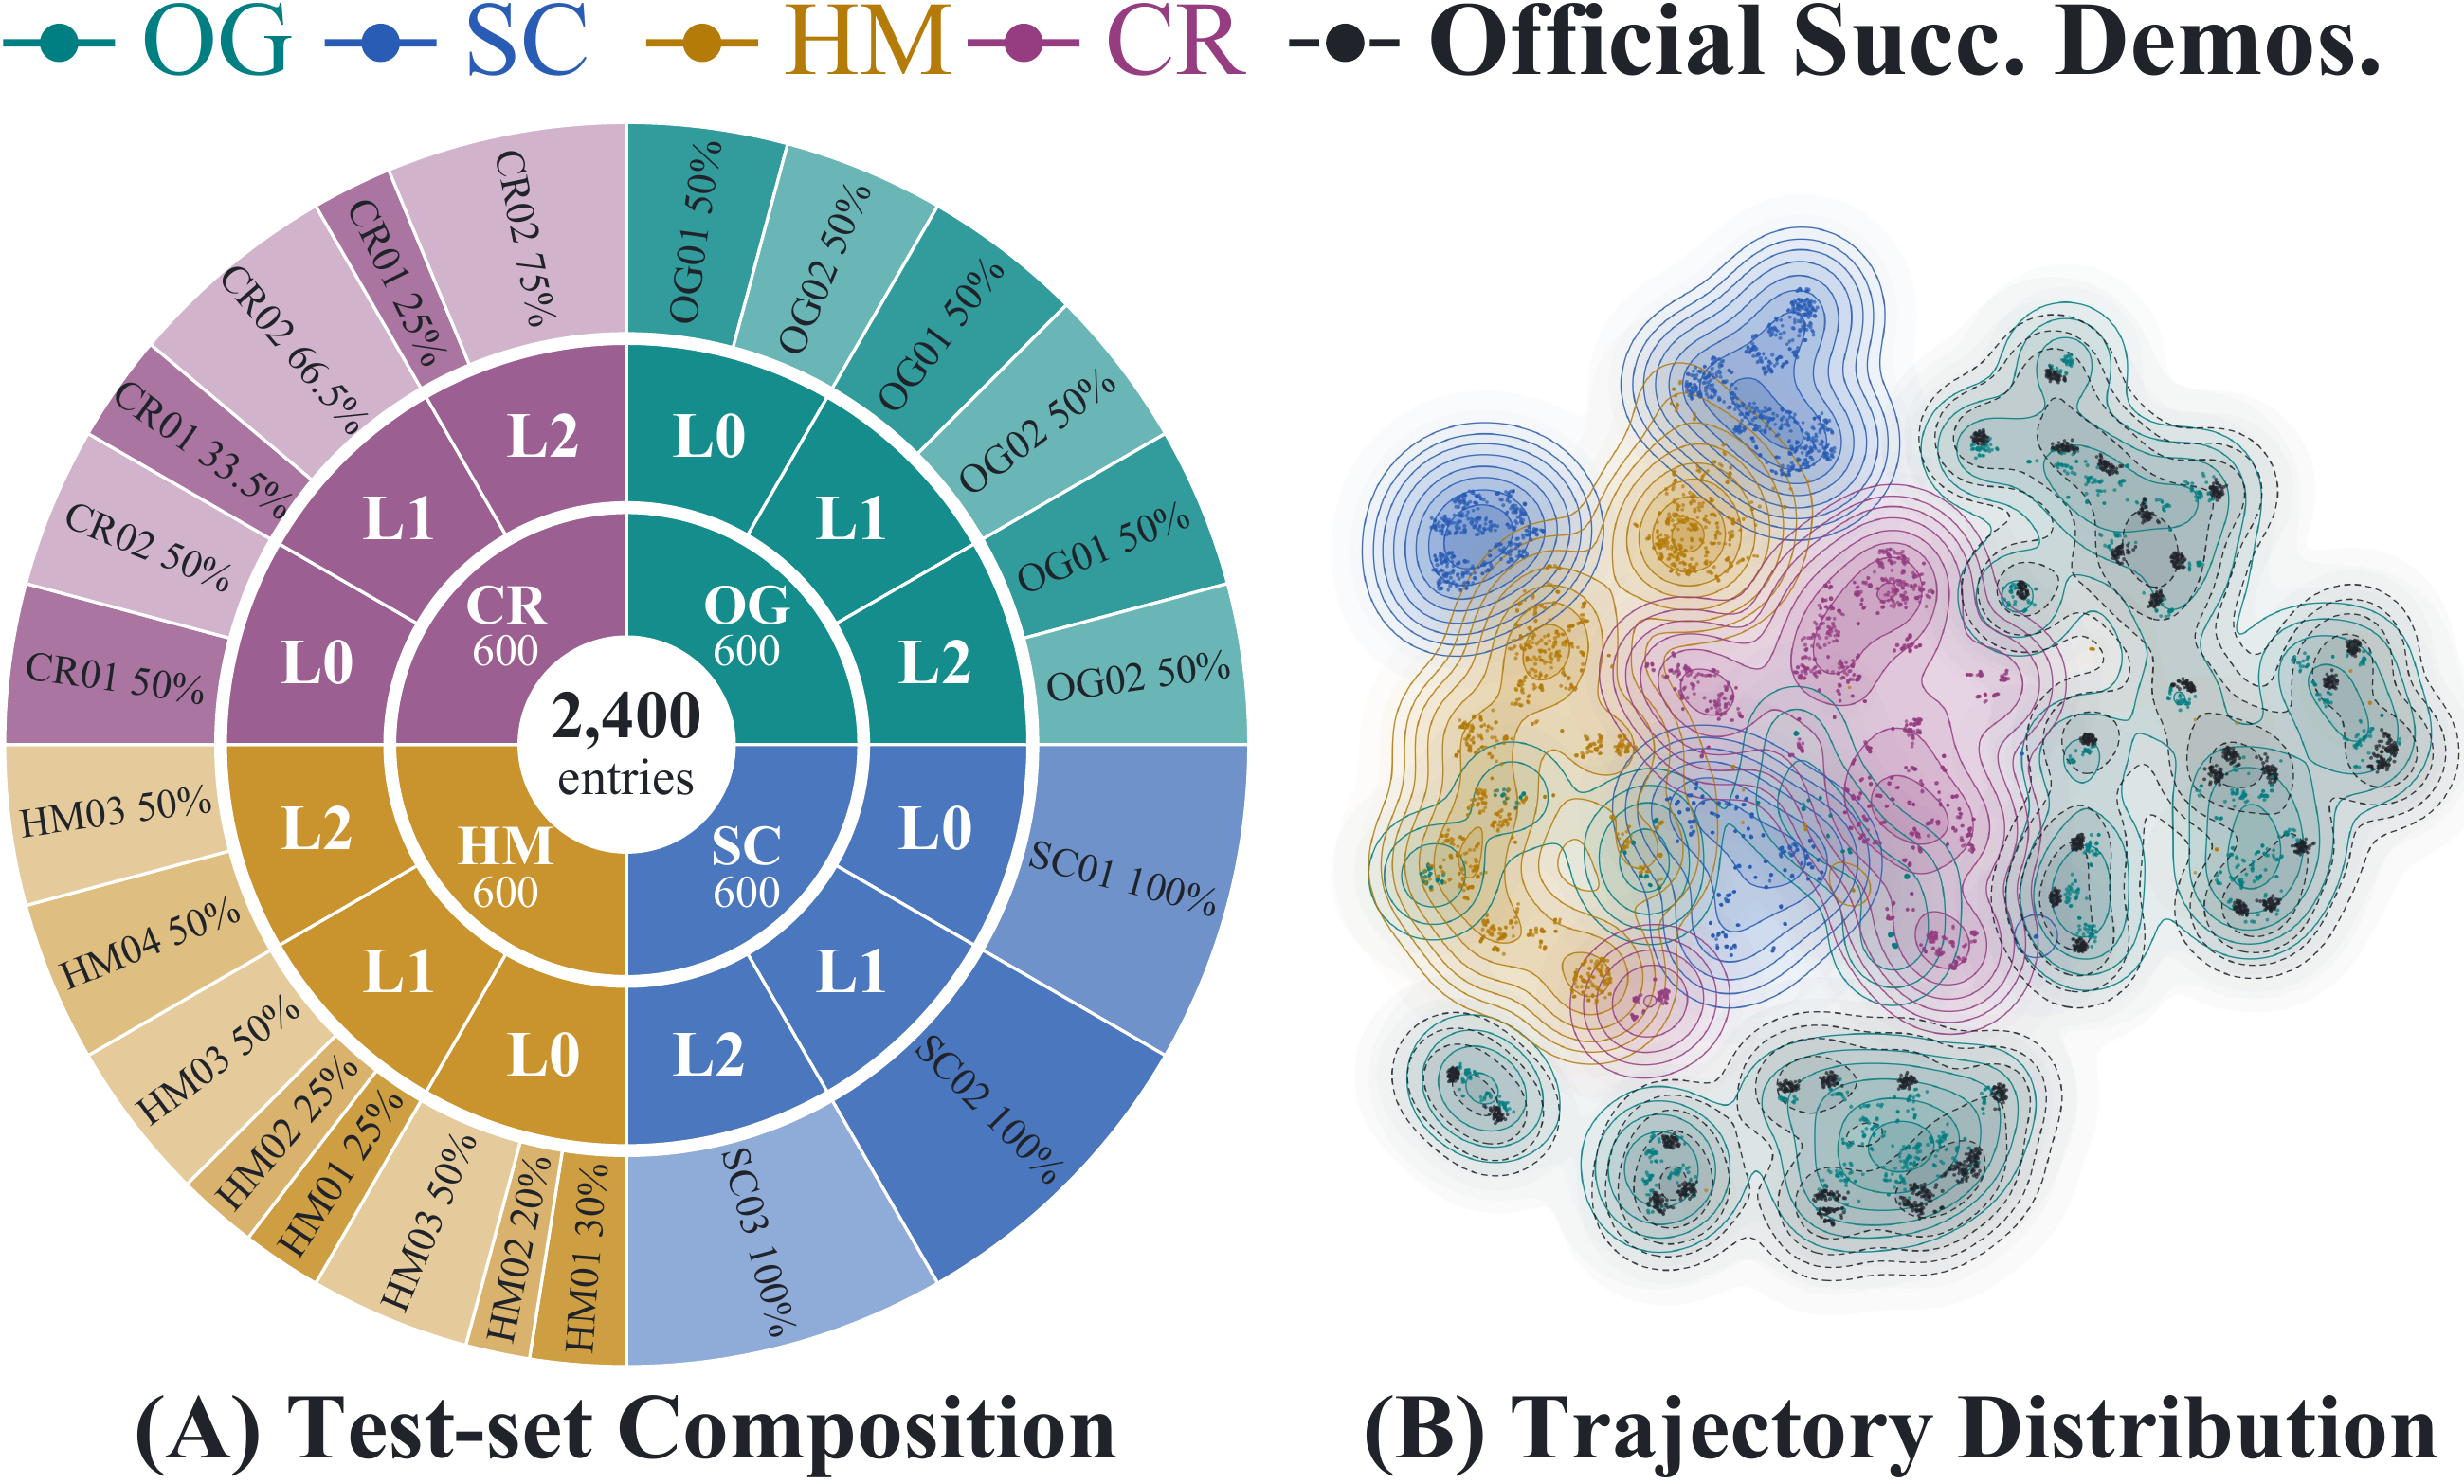 OG SC HM CR Official Succ. Demos.
CR02 75%
OG01 50%
OG02 50%
OG01 50%
OG02 50%
OG01 50%
OG02 50%
SC01 100%
SC02 100%
SC03 100%
HM01 30%
HM02 20%
HM03 50%
HM01 25%
HM02 25%
HM03 50%
HM04 50%
HM03 50%
CR01 50%
CR02 50%
CR01 33.5%
CR02 66.5%
CR01 25%
L0
L1
L2
L0
L1
L2
L0
L1
L2
L0
L1
L2
OG
600
SC
600
HM
600
CR
600
2,400
entries
(A) Test-set Composition
(B) Trajectory Distribution